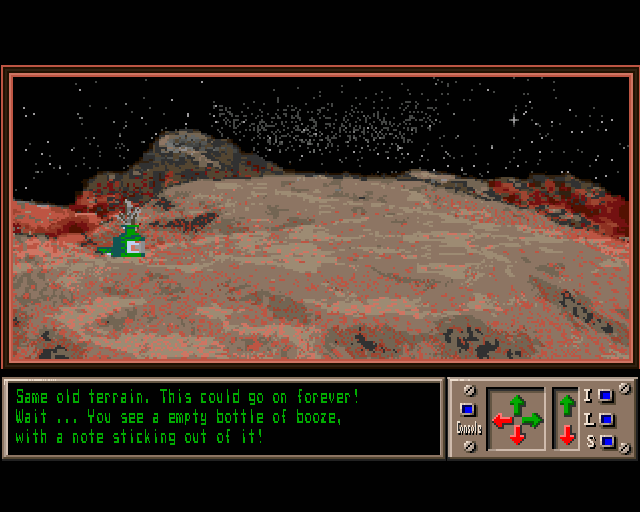 Same old terrain. This could go on forever!
Wait ... You see a empty bottle of booze,
with a note sticking out of it!
Console
I
L
S